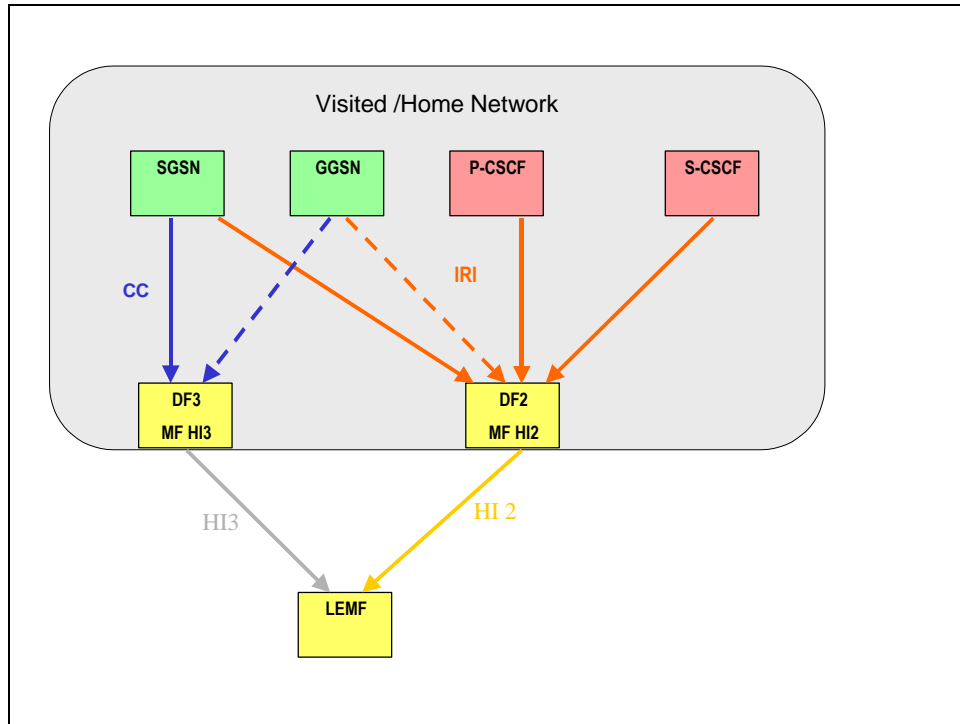 Visited /Home Network
SGSN
GGSN
P-CSCF
S-CSCF
CC
IRI
DF3
MF HI3
DF2
MF HI2
HI3
HI 2
LEMF